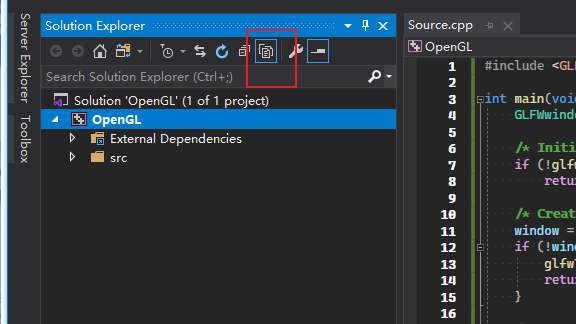 Server Explorer
Toolbox
Solution Explorer
Search Solution Explorer (Ctrl+;)
Solution 'OpenGL' (1 of 1 project)
OpenGL
External Dependencies
src
Source.cpp
OpenGL
1 #include <GL
2
3 int main(voi
4 GLFWwind
5
6 /* Initi
7 if (!glfw
8 retu
9
10 /* Creat
11 window =
12 if (!wind
13 glfwT
14 retu
15 }
16